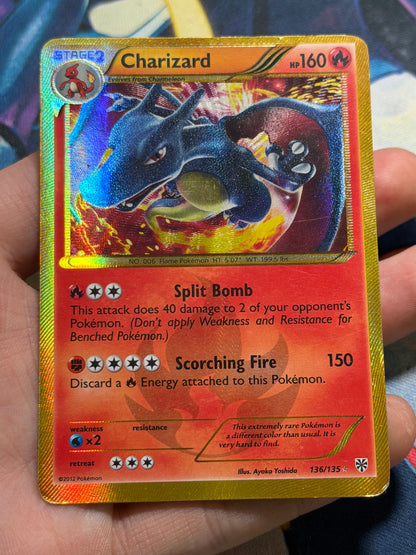 STAGE2 Charizard HP160
Evolves from Charmeleon
NO. 006 Flame Pokémon HT: 5'07" WT: 199.5 lbs.
Split Bomb
This attack does 40 damage to 2 of your opponent's
Pokémon. (Don't apply Weakness and Resistance for
Benched Pokémon.)
Scorching Fire 150
Discard a Energy attached to this Pokémon.
weakness resistance
×2
retreat
This extremely rare Pokémon is
a different color than usual. It is
very hard to find.
©2012 Pokémon
Illus. Ayaka Yoshida 136/135